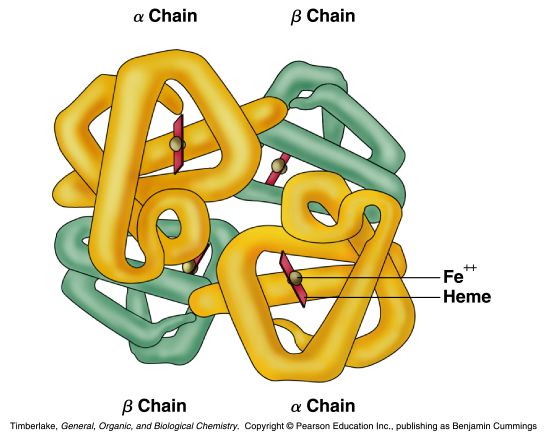 α Chain
β Chain
Fe++
Heme
β Chain
α Chain
Timberlake, General, Organic, and Biological Chemistry. Copyright © Pearson Education Inc., publishing as Benjamin Cummings